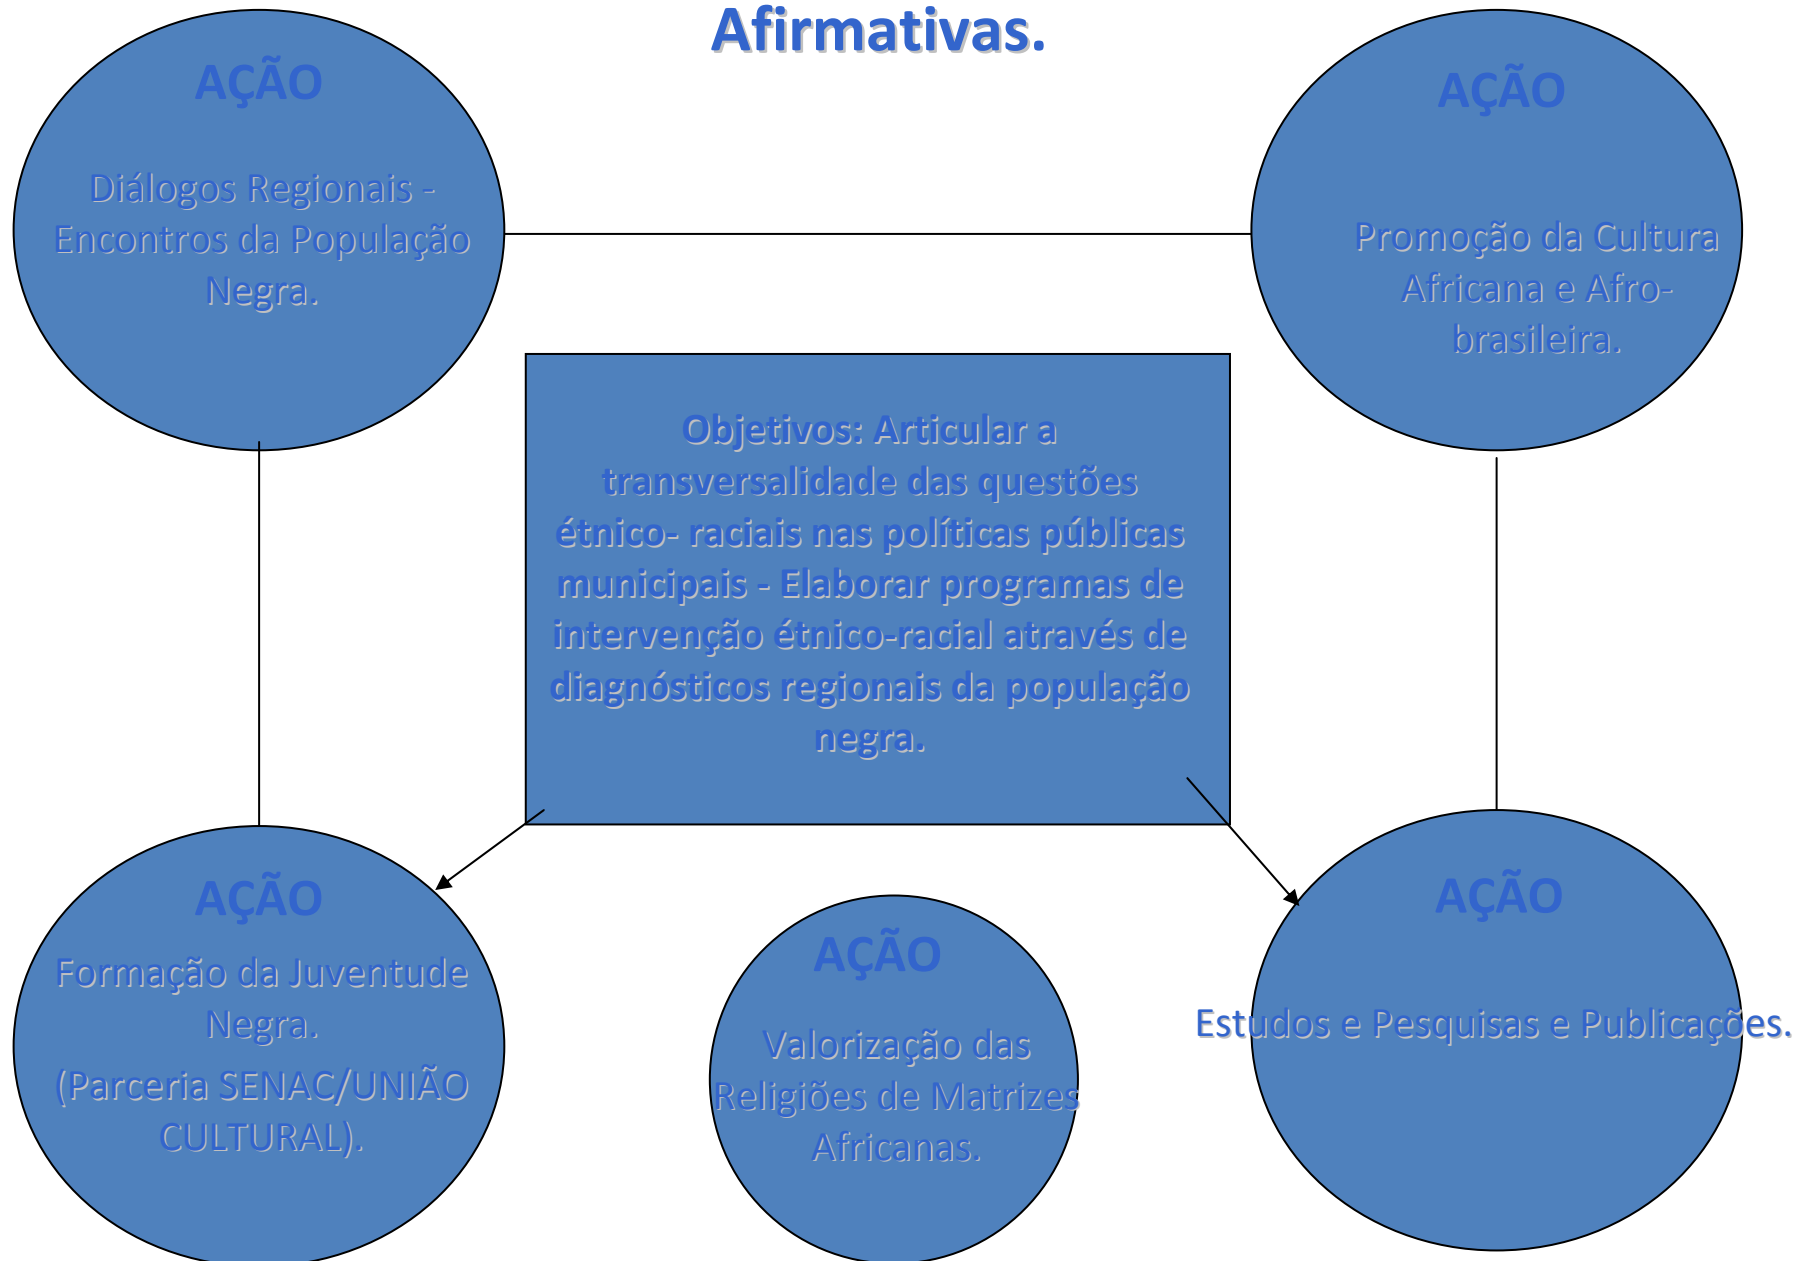 Afirmativas.
AÇÃO
Diálogos Regionais -
Encontros da População
Negra.
AÇÃO
Promoção da Cultura
Africana e Afro-
brasileira.
Objetivos: Articular a
transversalidade das questões
étnico- raciais nas políticas públicas
municipais - Elaborar programas de
intervenção étnico-racial através de
diagnósticos regionais da população
negra.
AÇÃO
Formação da Juventude
Negra.
(Parceria SENAC/UNIÃO
CULTURAL).
AÇÃO
Valorização das
Religiões de Matrizes
Africanas.
AÇÃO
Estudos e Pesquisas e Publicações.